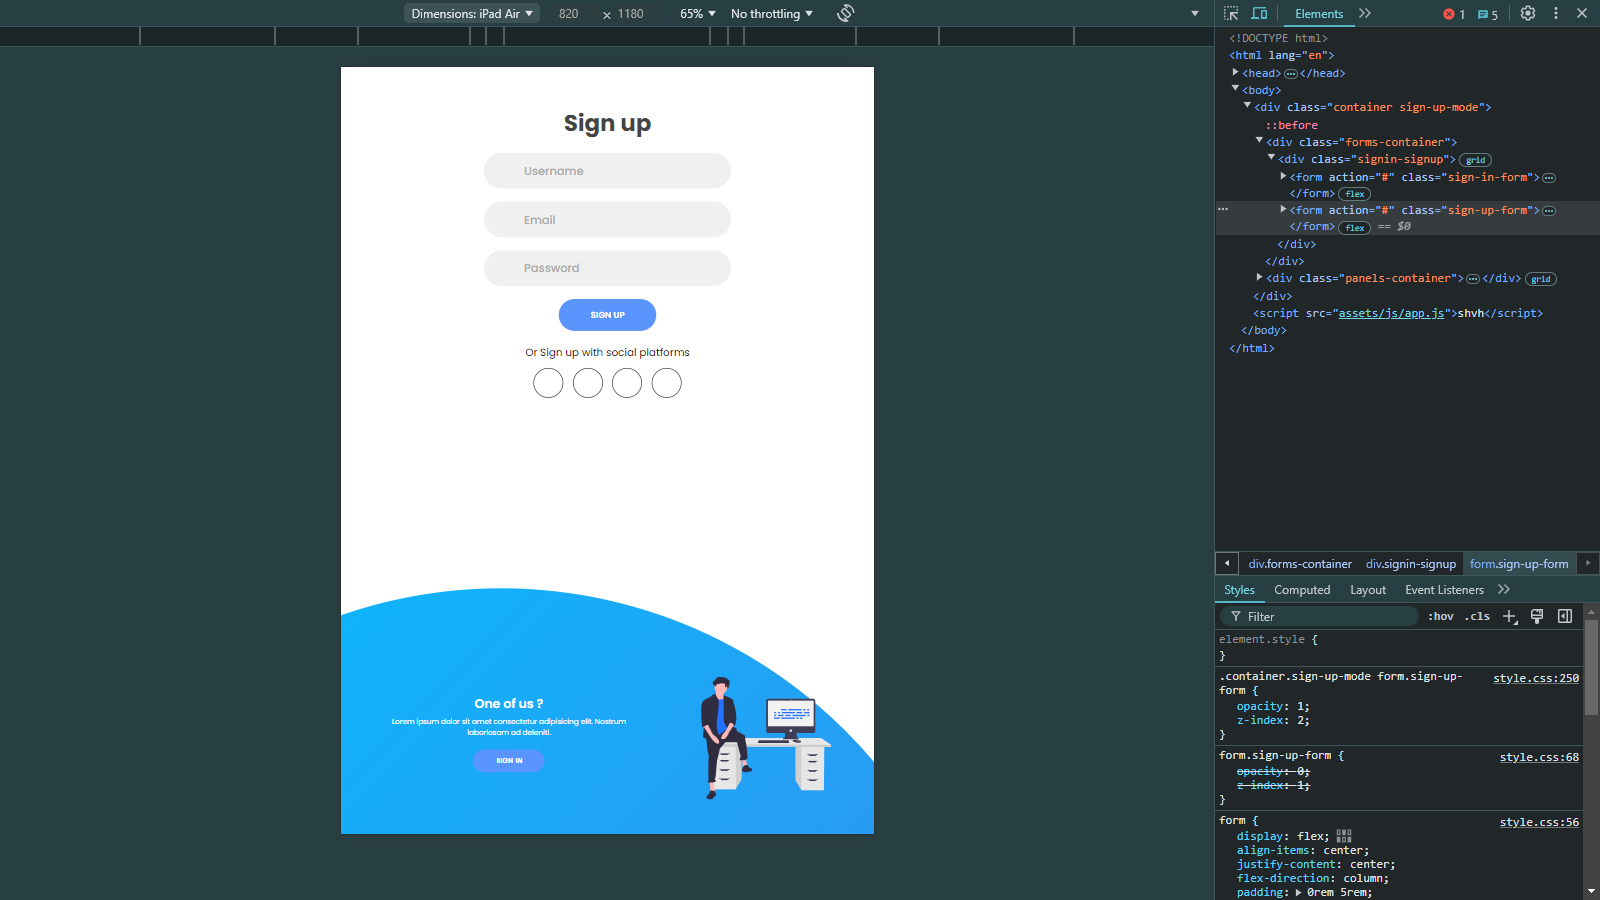 Dimensions: iPad Air ▼ 820 × 1180 65% ▼ No throttling ▼
Elements
1
5
Sign up
Username
Email
Password
SIGN UP
Or Sign up with social platforms
One of us ?
Lorem ipsum dolor sit amet consectetur adipisicing elit. Nostrum
laboriosam ad deleniti.
SIGN IN
<!DOCTYPE html>
<html lang="en">
<head>…</head>
<body>
<div class="container sign-up-mode">
::before
<div class="forms-container">
<div class="signin-signup"> grid
<form action="#" class="sign-in-form">…
</form> flex
… <form action="#" class="sign-up-form">…
</form> flex == $0
</div>
</div>
<div class="panels-container">…</div> grid
</div>
<script src="assets/js/app.js">shvh</script>
</body>
</html>
div.forms-container div.signin-signup form.sign-up-form
Styles Computed Layout Event Listeners
Filter :hov .cls
element.style {
}
.container.sign-up-mode form.sign-up- style.css:250
form {
opacity: 1;
z-index: 2;
}
form.sign-up-form { style.css:68
opacity: 0;
z-index: 1;
}
form { style.css:56
display: flex;
align-items: center;
justify-content: center;
flex-direction: column;
padding: 0rem 5rem;